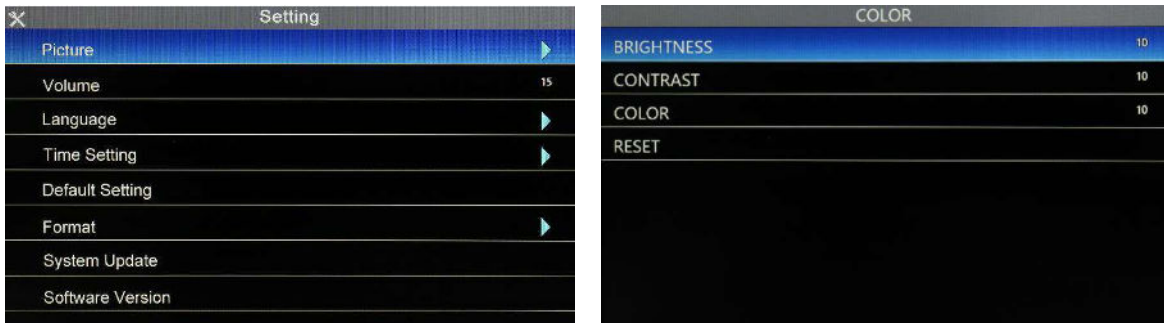 Setting
Picture
Volume 15
Language
Time Setting
Default Setting
Format
System Update
Software Version
COLOR
BRIGHTNESS 10
CONTRAST 10
COLOR 10
RESET